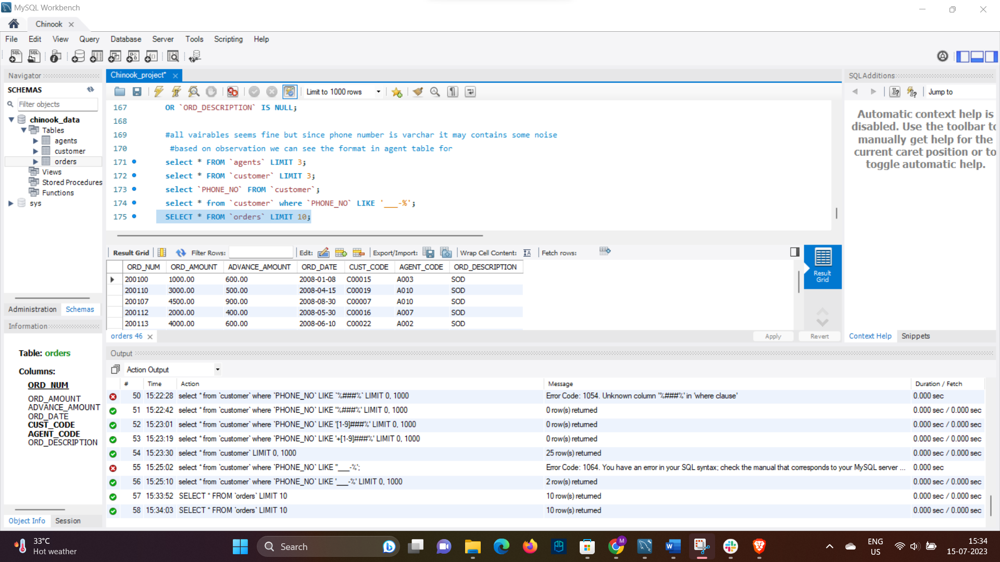 MySQL Workbench
Chinook
File Edit View Query Database Server Tools Scripting Help
Navigator
SCHEMAS
Filter objects
chinook_data
Tables
agents
customer
orders
Views
Stored Procedures
Functions
sys
Administration Schemas
Information
Table: orders
Columns:
ORD_NUM
ORD_AMOUNT
ADVANCE_AMOUNT
ORD_DATE
CUST_CODE
AGENT_CODE
ORD_DESCRIPTION
Object Info Session
Chinook_project*
Limit to 1000 rows
167 OR `ORD_DESCRIPTION` IS NULL;
168
169 #all vairables seems fine but since phone number is varchar it may contains some noise
170 #based on observation we can see the format in agent table for
171 select * FROM `agents` LIMIT 3;
172 select * FROM `customer` LIMIT 3;
173 select `PHONE_NO` FROM `customer`;
174 select * from `customer` where `PHONE_NO` LIKE '___-%';
175 SELECT * FROM `orders` LIMIT 10;
Result Grid Filter Rows: Edit: Export/Import: Wrap Cell Content: Fetch rows:
ORD_NUM ORD_AMOUNT ADVANCE_AMOUNT ORD_DATE CUST_CODE AGENT_CODE ORD_DESCRIPTION
200100 1000.00 600.00 2008-01-08 C00015 A003 SOD
200110 3000.00 500.00 2008-04-15 C00019 A010 SOD
200107 4500.00 900.00 2008-08-30 C00007 A010 SOD
200112 2000.00 400.00 2008-05-30 C00016 A007 SOD
200113 4000.00 600.00 2008-06-10 C00022 A002 SOD
Result
Grid
orders 46
Apply Revert
SQLAdditions
Jump to
Automatic context help is
disabled. Use the toolbar to
manually get help for the
current caret position or to
toggle automatic help.
Context Help Snippets
Output
Action Output
# Time Action Message Duration / Fetch
50 15:22:28 select * from `customer` where `PHONE_NO` LIKE `%###%` LIMIT 0, 1000 Error Code: 1054. Unknown column '%###%' in 'where clause' 0.000 sec
51 15:22:42 select * from `customer` where `PHONE_NO` LIKE '%###%' LIMIT 0, 1000 0 row(s) returned 0.000 sec / 0.000 sec
52 15:23:01 select * from `customer` where `PHONE_NO` LIKE '[1-9]###%' LIMIT 0, 1000 0 row(s) returned 0.000 sec / 0.000 sec
53 15:23:19 select * from `customer` where `PHONE_NO` LIKE '+[1-9]###%' LIMIT 0, 1000 0 row(s) returned 0.000 sec / 0.000 sec
54 15:23:30 select * from `customer` LIMIT 0, 1000 25 row(s) returned 0.000 sec / 0.000 sec
55 15:25:02 select * from `customer` where `PHONE_NO` LIKE "___-%'; Error Code: 1064. You have an error in your SQL syntax; check the manual that corresponds to your MySQL server ... 0.000 sec
56 15:25:10 select * from `customer` where `PHONE_NO` LIKE '___-%' LIMIT 0, 1000 2 row(s) returned 0.000 sec / 0.000 sec
57 15:33:52 SELECT * FROM `orders` LIMIT 10 10 row(s) returned 0.000 sec / 0.000 sec
58 15:34:03 SELECT * FROM `orders` LIMIT 10 10 row(s) returned 0.000 sec / 0.000 sec
33°C
Hot weather
Search
ENG
US
15:34
15-07-2023